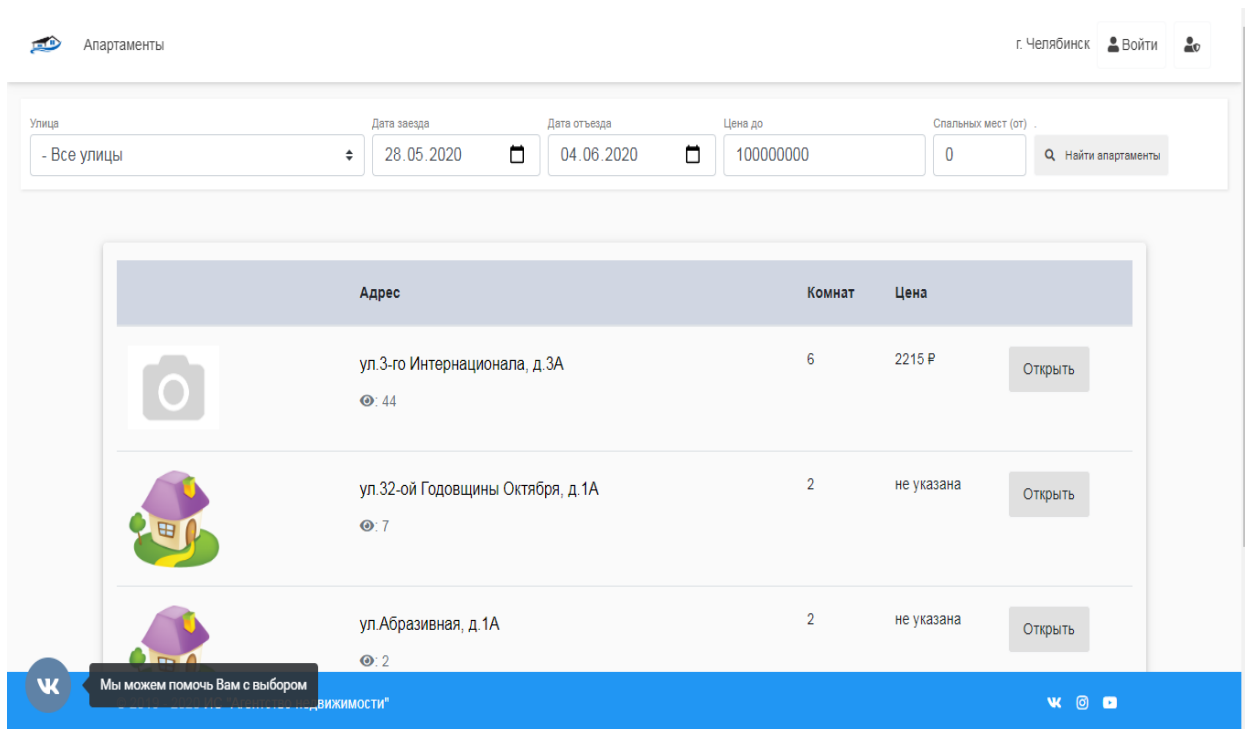 Апартаменты
г. Челябинск Войти
Улица Дата заезда Дата отъезда Цена до Спальных мест (от) .
- Все улицы 28.05.2020 04.06.2020 100000000 0 Найти апартаменты
Адрес Комнат Цена
ул.3-го Интернационала, д.3А 6 2215 ₽ Открыть
: 44
ул.32-ой Годовщины Октября, д.1А 2 не указана Открыть
: 7
ул.Абразивная, д.1А 2 не указана Открыть
: 2
Мы можем помочь Вам с выбором
недвижимости"